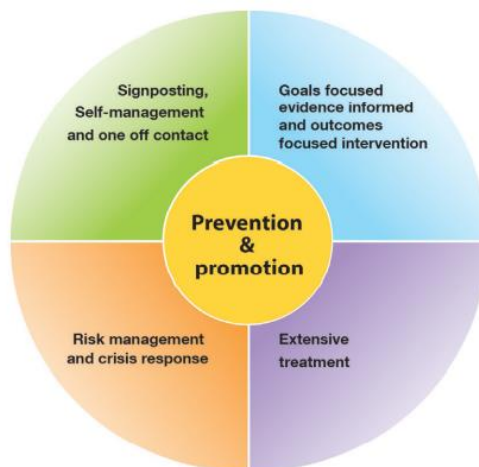 Signposting,
Self-management
and one off contact
Goals focused
evidence informed
and outcomes
focused intervention
Prevention
&
promotion
Risk management
and crisis response
Extensive
treatment